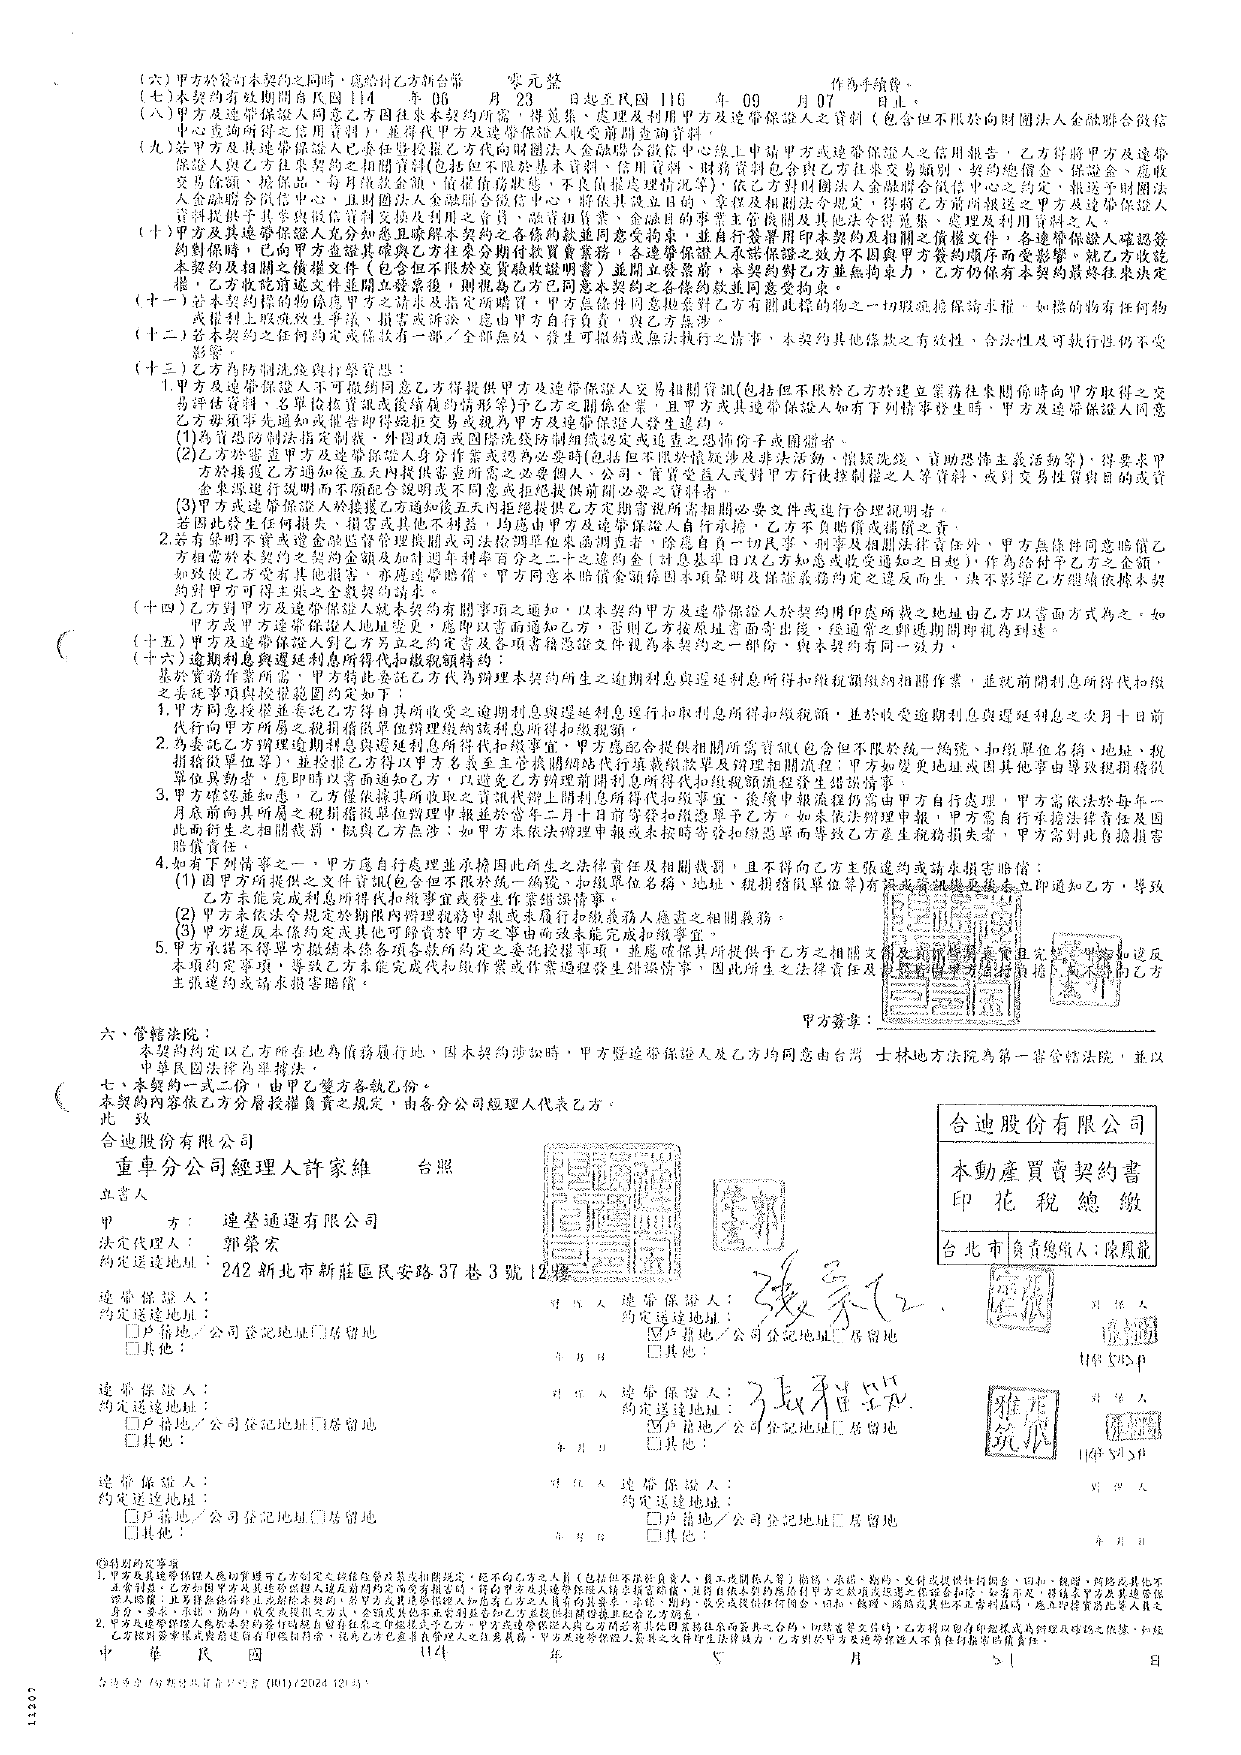 (六)甲方於簽訂本契約之同時,應給付乙方新台幣 零元整 作為手續費。
(七)本契約有效期間自民國 114 年 06 月 23 日起至民國 116 年 09 月 07 日止。
(八)甲方及連帶保證人同意乙方因往來本契約所需,得蒐集、處理及利用甲方及連帶保證人之資料(包含但不限於向財團法人金融聯合徵信
中心查詢所得之信用資料),並得代甲方及連帶保證人收受前開查詢資料。
(九)若甲方及其連帶保證人已委任暨授權乙方代向財團法人金融聯合徵信中心線上申請甲方或連帶保證人之信用報告,乙方得將甲方及連帶
保證人與乙方往來契約之相關資料(包括但不限於基本資料、信用資料、財務資料包含與乙方往來交易類別、契約總價金、保證金、應收
交易餘額、擔保品、每月繳款金額、債權債務狀態、不良債權處理情況等),依乙方對財團法人金融聯合徵信中心之約定,報送予財團法
人金融聯合徵信中心,且財團法人金融聯合徵信中心,將依其設立目的、章程及相關法令規定,得將乙方前所報送之甲方及連帶保證人
資料提供予其參與徵信資料交換及利用之會員、融資租賃業、金融目的事業主管機關及其他法令得蒐集、處理及利用資料之人。
(十)甲方及其連帶保證人充分知悉且瞭解本契約之各條約款並同意受拘束,並自行簽署用印本契約及相關之債權文件,各連帶保證人確認簽
約對保時,已向甲方查證其確與乙方往來分期付款買賣業務,各連帶保證人承諾保證之效力不因與甲方簽約順序而受影響。就乙方收訖
本契約及相關之債權文件(包含但不限於交貨驗收證明書)並開立發票前,本契約對乙方並無拘束力,乙方仍保有本契約最終往來決定
權,乙方收訖前述文件並開立發票後,則視為乙方已同意本契約之各條約款並同意受拘束。
(十一)若本契約標的物係應甲方之請求及指定所購買,甲方無條件同意拋棄對乙方有關此標的物之一切瑕疵擔保請求權。如標的物有任何物
或權利上瑕疵致生爭議、損害或訴訟,應由甲方自行負責,與乙方無涉。
(十二)若本契約之任何約定或條款有一部/全部無效、發生可撤銷或無法執行之情事,本契約其他條款之有效性、合法性及可執行性仍不受
影響。
(十三)乙方為防制洗錢與打擊資恐:
1.甲方及連帶保證人不可撤銷同意乙方得提供甲方及連帶保證人交易相關資訊(包括但不限於乙方於建立業務往來關係時向甲方取得之交
易評估資料、名單檢核資訊或後續履約情形等)予乙方之關係企業,且甲方或其連帶保證人如有下列情事發生時,甲方及連帶保證人同意
乙方毋須事先通知或催告即得婉拒交易或視為甲方及連帶保證人發生違約。
(1)為資恐防制法指定制裁、外國政府或國際洗錢防制組織認定或追查之恐怖份子或團體者。
(2)乙方於審查甲方及連帶保證人身分作業或認為必要時(包括但不限於懷疑涉及非法活動、懷疑洗錢、資助恐怖主義活動等),得要求甲
方於接獲乙方通知後五天內提供審查所需之必要個人、公司、實質受益人或對甲方行使控制權之人等資料、或對交易性質與目的或資
金來源進行說明而不願配合說明或不同意或拒絕提供前開必要之資料者。
(3)甲方或連帶保證人於接獲乙方通知後五天內拒絕提供乙方定期審視所需相關必要文件或進行合理說明者。
若因此發生任何損失、損害或其他不利益,均應由甲方及連帶保證人自行承擔,乙方不負賠償或補償之責。
2.若有聲明不實或遭金融監督管理機關或司法檢調單位來函調查者,除應自負一切民事、刑事及相關法律責任外,甲方無條件同意賠償乙
方相當於本契約之契約金額及加計週年利率百分之二十之違約金(計息基準日以乙方知悉或收受通知之日起),作為給付予乙方之金額,
如致使乙方受有其他損害,亦應連帶賠償。甲方同意本賠償金額係因本項聲明及保證義務約定之違反而生,決不影響乙方繼續依據本契
約對甲方可得主張之全數契約請求。
(十四)乙方對甲方及連帶保證人就本契約有關事項之通知,以本契約甲方及連帶保證人於契約用印處所載之地址由乙方以書面方式為之。如
甲方或甲方連帶保證人地址變更,應即以書面通知乙方,否則乙方按原址書面寄出後,經通常之郵遞期間即視為到達。
(十五)甲方及連帶保證人對乙方另立之約定書及各項書種憑證文件視為本契約之一部份,與本契約有同一效力。
(十六)逾期利息與遲延利息所得代扣繳稅額特約:
基於實務作業所需,甲方特此委託乙方代為辦理本契約所生之逾期利息與遲延利息所得扣繳稅額繳納相關作業,並就前開利息所得代扣繳
之委託事項與授權範圍約定如下:
1.甲方同意授權並委託乙方得自其所收受之逾期利息與遲延利息逕行扣取利息所得扣繳稅額,並於收受逾期利息與遲延利息之次月十日前
代行向甲方所屬之稅捐稽徵單位辦理繳納該利息所得扣繳稅額。
2.為委託乙方辦理逾期利息與遲延利息所得代扣繳事宜,甲方應配合提供相關所需資訊(包含但不限於統一編號、扣繳單位名稱、地址、稅
捐稽徵單位等),並授權乙方得以甲方名義至主管機關網站代行填載繳款單及辦理相關流程;甲方如變更地址或因其他事由導致稅捐稽徵
單位異動者,應即時以書面通知乙方,以避免乙方辦理前開利息所得代扣繳稅額流程發生錯誤情事。
3.甲方確認並知悉,乙方僅依據其所收取之資訊代辦上開利息所得代扣繳事宜,後續申報流程仍需由甲方自行處理,甲方需依法於每年一
月底前向其所屬之稅捐稽徵單位辦理申報並於當年二月十日前寄發扣繳憑單予乙方。如未依法辦理申報,甲方需自行承擔法律責任及因
此而衍生之相關裁罰,概與乙方無涉;如甲方未依法辦理申報或未按時寄發扣繳憑單而導致乙方產生稅務損失者,甲方需對此負擔損害
賠償責任。
4.如有下列情事之一,甲方應自行處理並承擔因此所生之法律責任及相關裁罰,且不得向乙方主張違約或請求損害賠償:
(1)因甲方所提供之文件資訊(包含但不限於統一編號、扣繳單位名稱、地址、稅捐稽徵單位等)有誤或資訊變更後未立即通知乙方,導致
乙方未能完成利息所得代扣繳事宜或發生作業錯誤情事。
(2)甲方未依法令規定於期限內辦理稅務申報或未履行扣繳義務人應盡之相關義務。
(3)甲方違反本條約定或其他可歸責於甲方之事由而致未能完成扣繳事宜。
5.甲方承諾不得單方撤銷本條各項各款所約定之委託授權事項,並應確保其所提供予乙方之相關文
本項約定事項,導致乙方未能完成代扣繳作業或作業過程發生錯誤情事,因此所生之法律責任及
主張違約或請求損害賠償。
甲方簽章:
六、管轄法院:
本契約約定以乙方所在地為債務履行地,因本契約涉訟時,甲方暨連帶保證人及乙方均同意由台灣 士林地方法院為第一審管轄法院,並以
中華民國法律為準據法。
七、本契約一式二份,由甲乙雙方各執乙份。
本契約內容依乙方分層授權負責之規定,由各分公司經理人代表乙方。
此 致
合迪股份有限公司
重車分公司經理人許家維 台照
立書人
甲 方: 連瑩通運有限公司
法定代理人: 郭榮宏
約定送達地址: 242 新北市新莊區民安路 37 巷 3 號 12樓
合迪股份有限公司
本動產買賣契約書
印花稅總繳
台北市 負責總繳人:陳鳳龍
連帶保證人: 對保人 連帶保證人: 對保人
約定送達地址: 約定送達地址:
□戶籍地/公司登記地址□居留地 ☑戶籍地/公司登記地址□居留地
□其他: 年 月 日 □其他:
連帶保證人: 對保人 連帶保證人: 張雅筑 對保人
約定送達地址: 約定送達地址:
□戶籍地/公司登記地址□居留地 ☑戶籍地/公司登記地址□居留地
□其他: 年 月 日 □其他:
連帶保證人: 對保人 連帶保證人: 對保人
約定送達地址: 約定送達地址:
□戶籍地/公司登記地址□居留地 □戶籍地/公司登記地址□居留地
□其他: 年 月 日 □其他: 年 月 日
◎特別約定事項
中華民國 114 年 5 月 21 日
11207